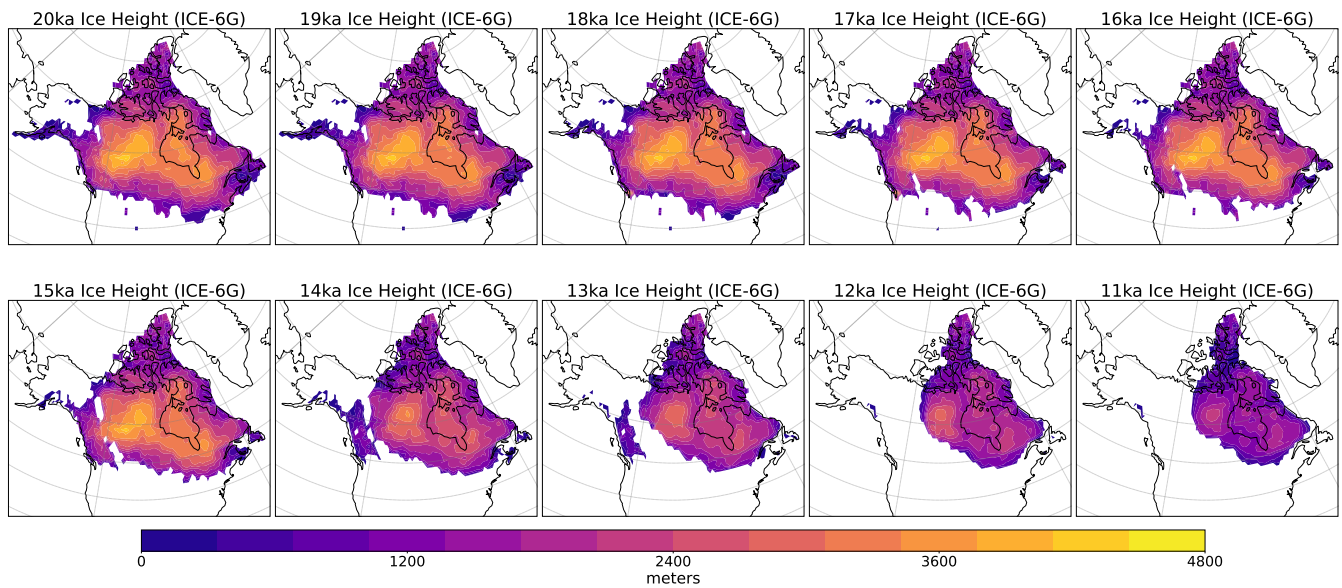 20ka Ice Height (ICE-6G)
19ka Ice Height (ICE-6G)
18ka Ice Height (ICE-6G)
17ka Ice Height (ICE-6G)
16ka Ice Height (ICE-6G)
15ka Ice Height (ICE-6G)
14ka Ice Height (ICE-6G)
13ka Ice Height (ICE-6G)
12ka Ice Height (ICE-6G)
11ka Ice Height (ICE-6G)
0 1200 2400 3600 4800
meters